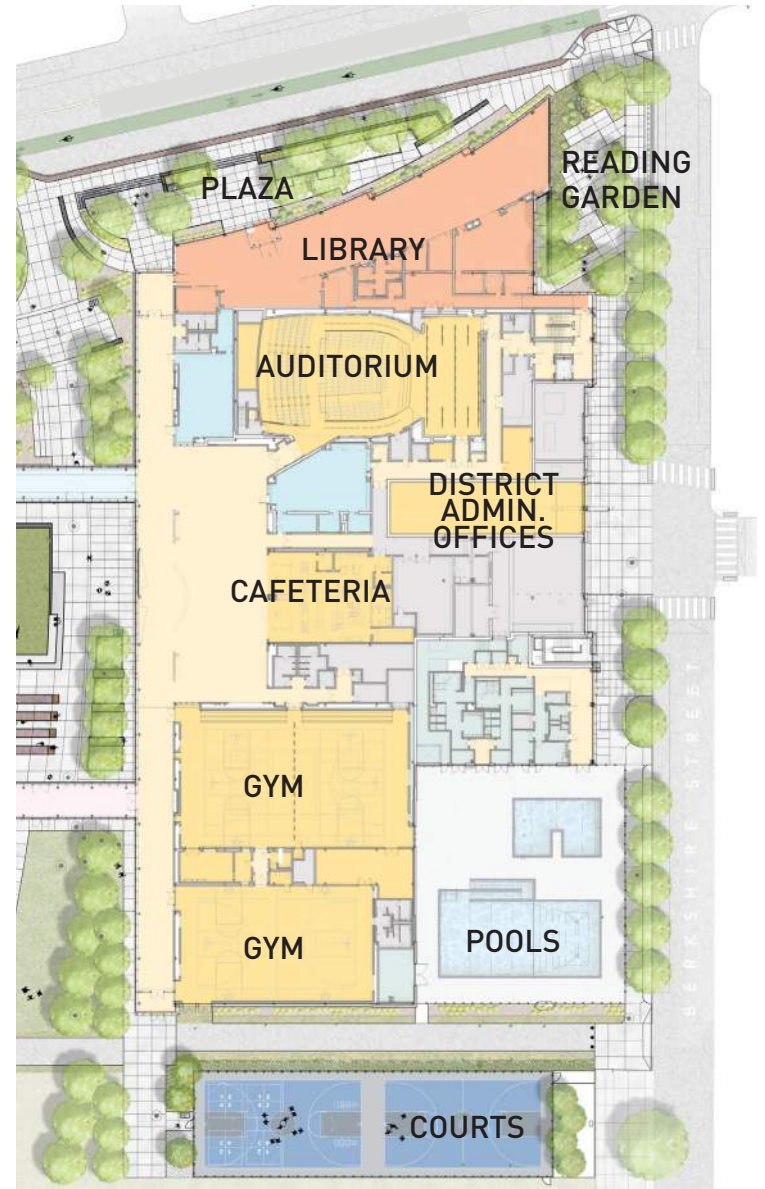 PLAZA
READING
GARDEN
LIBRARY
AUDITORIUM
DISTRICT
ADMIN.
OFFICES
CAFETERIA
GYM
GYM
POOLS
BERKSHIRE STREET
COURTS